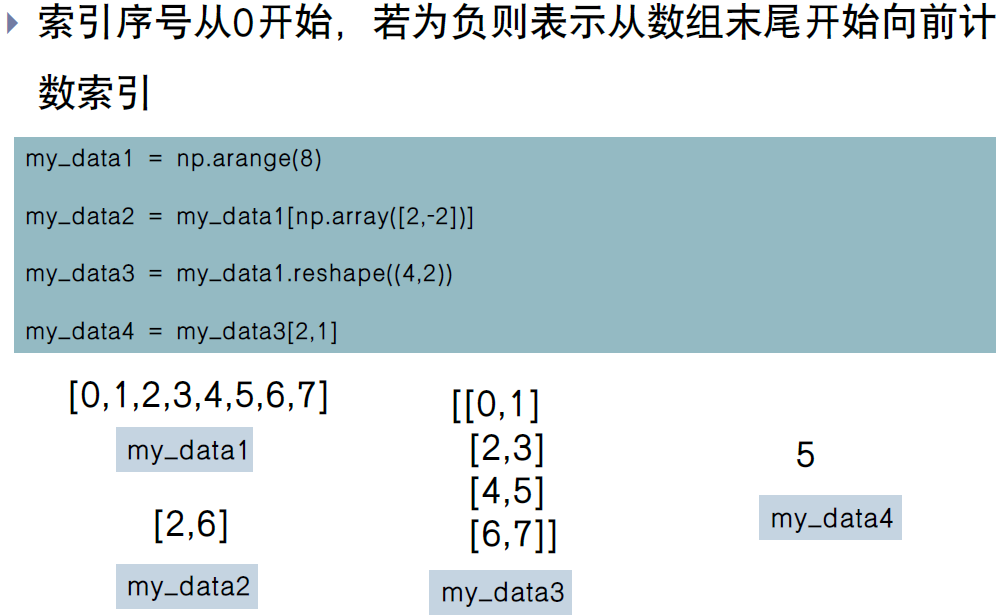 索引序号从0开始，若为负则表示从数组末尾开始向前计
数索引
my_data1 = np.arange(8)
my_data2 = my_data1[np.array([2,-2])]
my_data3 = my_data1.reshape((4,2))
my_data4 = my_data3[2,1]
[0,1,2,3,4,5,6,7]
my_data1
[2,6]
my_data2
[[0,1]
[2,3]
[4,5]
[6,7]]
my_data3
5
my_data4